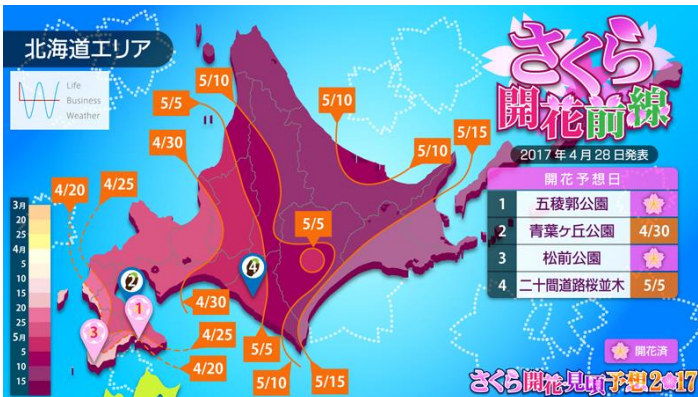 北海道エリア
Life
Business
Weather
さくら
開花前線
2017年4月28日発表
開花予想日
1 五稜郭公園
2 青葉ヶ丘公園 4/30
3 松前公園
4 二十間道路桜並木 5/5
開花済
さくら開花・見頃予想2017
5/10
5/5
4/30
4/25
4/20
5/10
5/10
5/15
5/5
4/30
4/25
4/20
5/5
5/10
5/15
1
2
3
4
3月
20
25
4月
5
10
15
20
25
5月
5
10
15